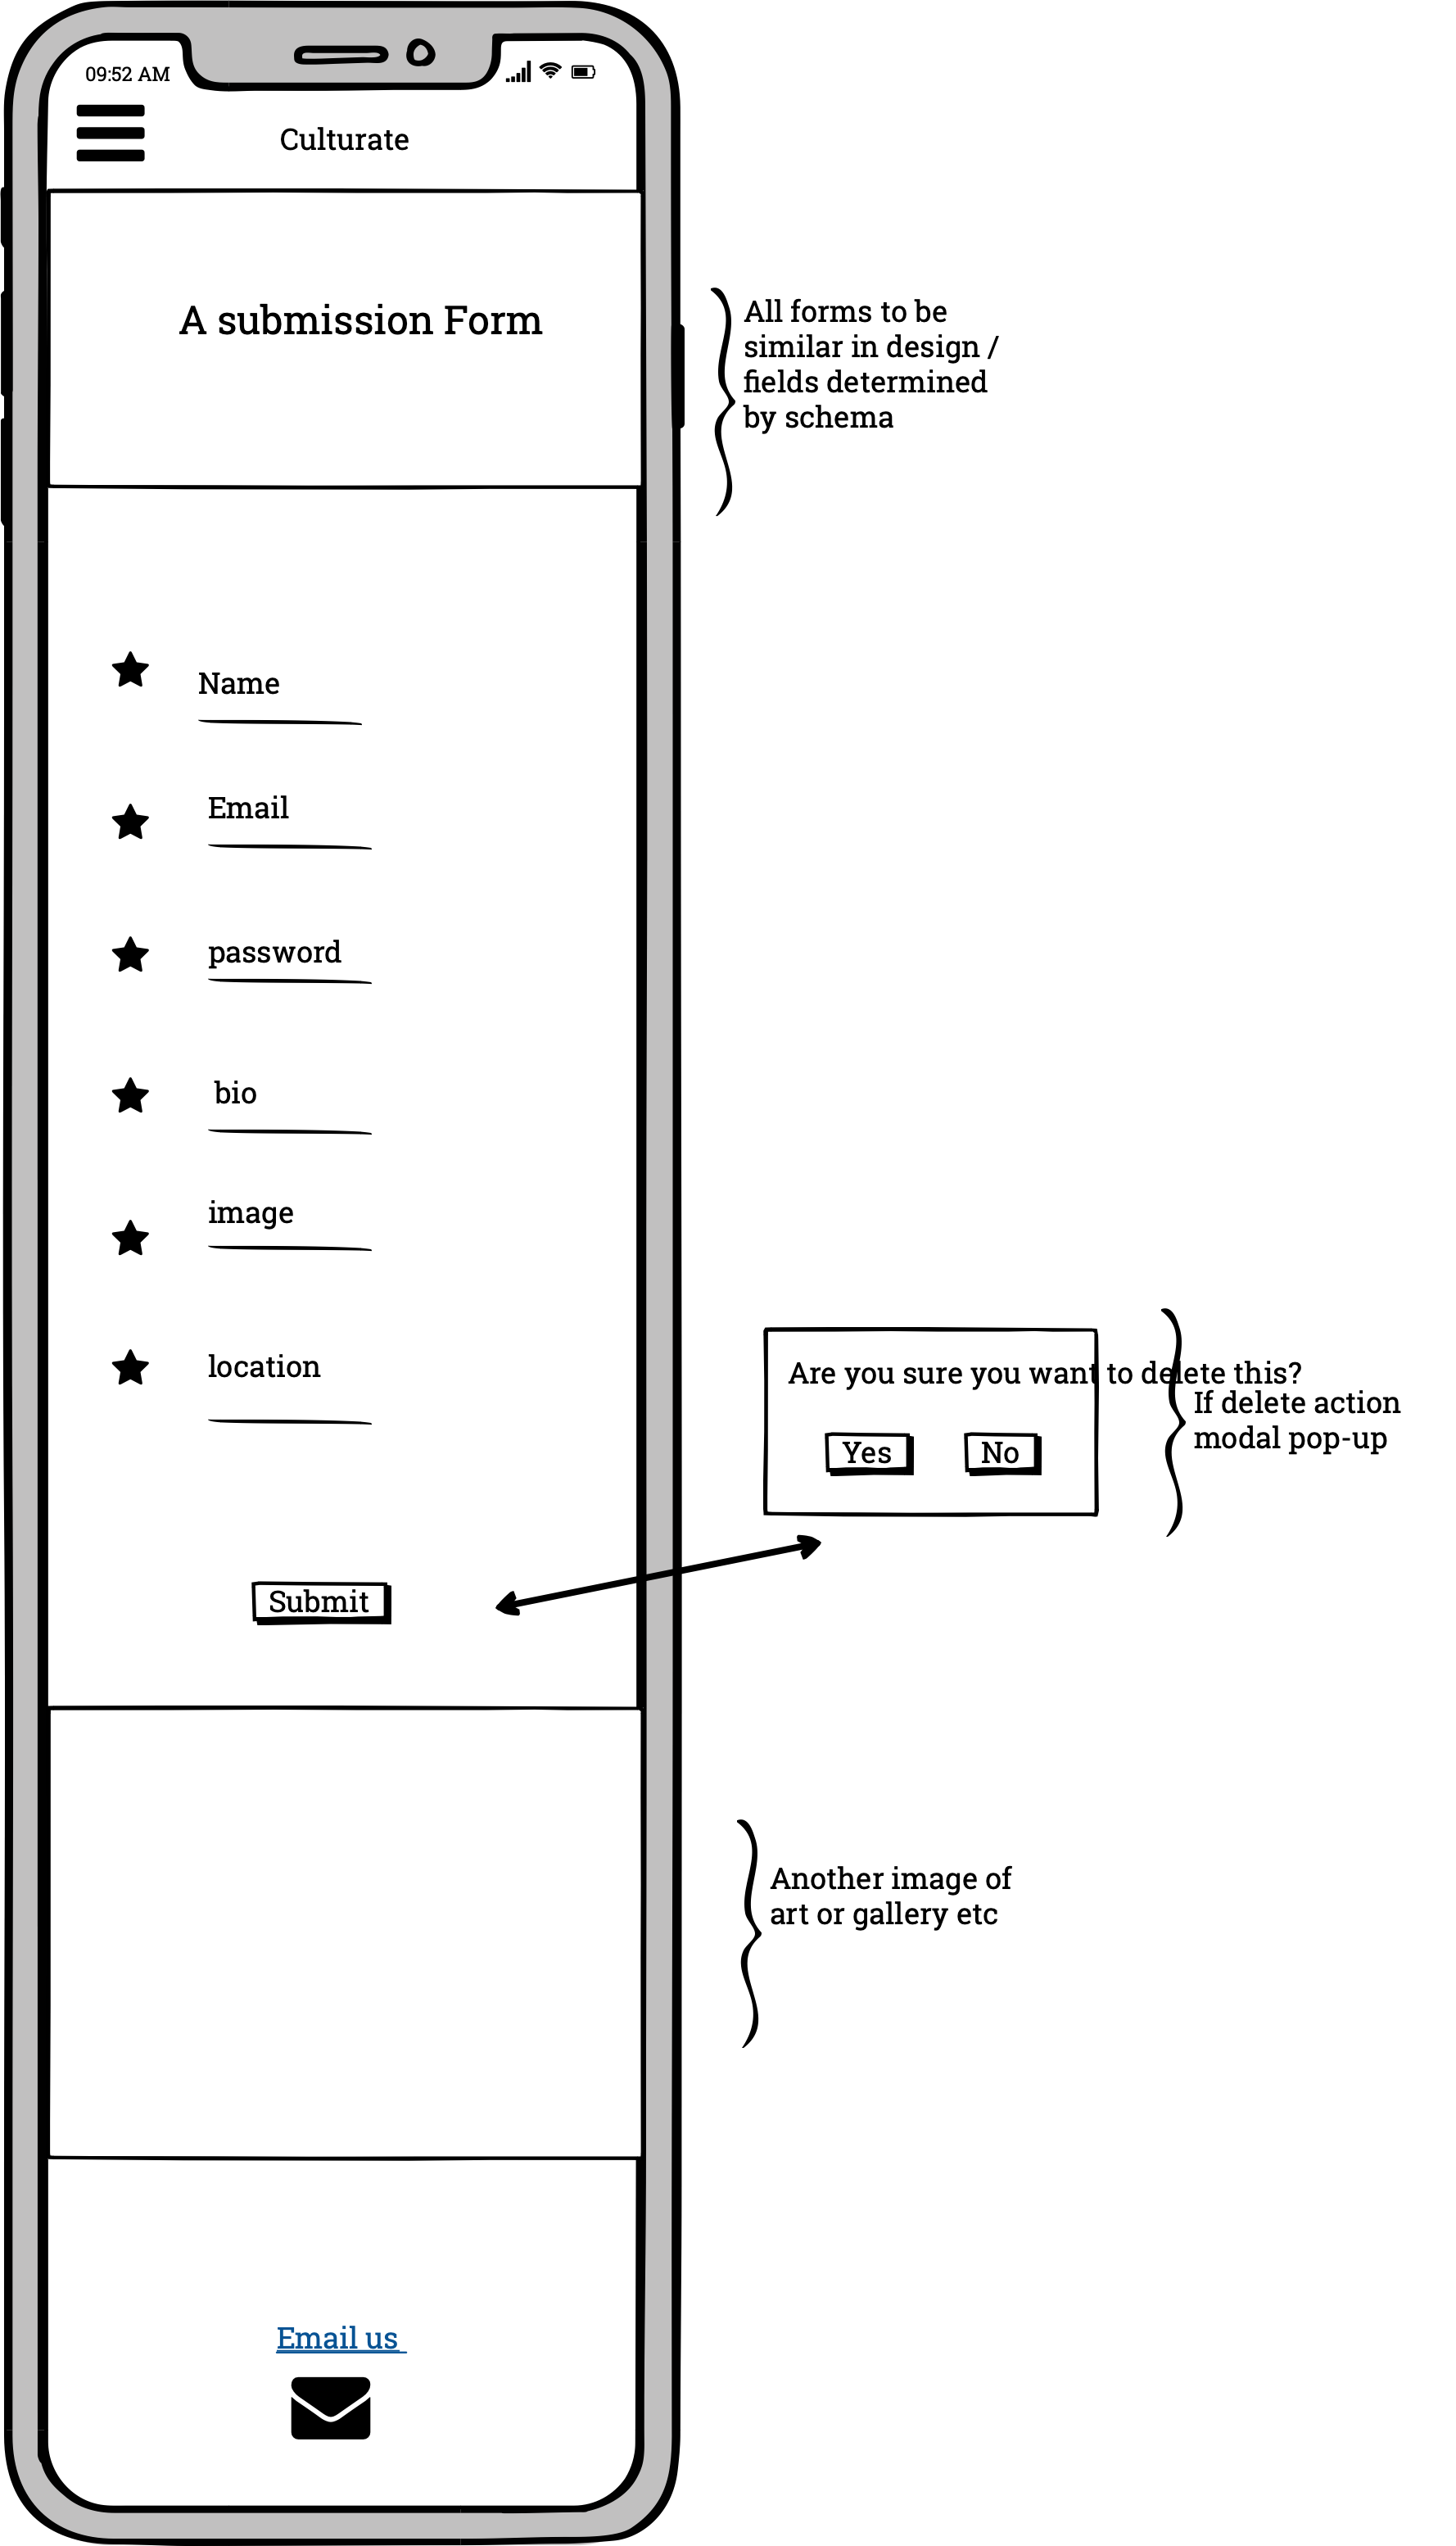 09:52 AM
Culturate
A submission Form
All forms to be
similar in design /
fields determined
by schema
Name
Email
password
bio
image
location
Are you sure you want to delete this?
If delete action
modal pop-up
Yes
No
Submit
Another image of
art or gallery etc
Email us